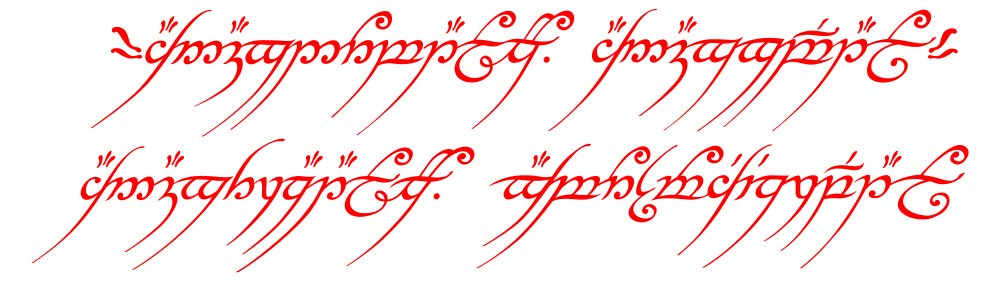 Ash nazg durbatulûk, ash nazg gimbatul,
ash nazg thrakatulûk, agh burzum-ishi krimpatul